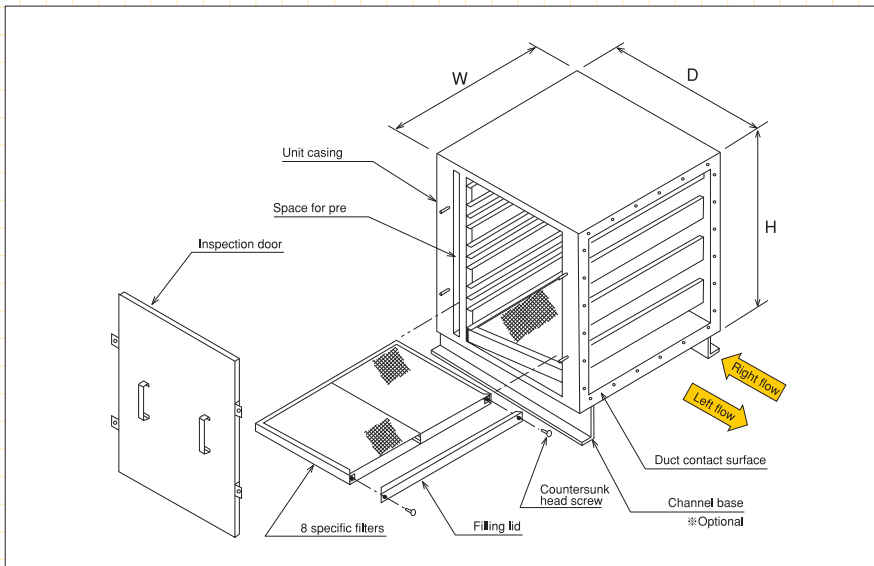 W
D
H
Unit casing
Space for pre
Inspection door
Right flow
Left flow
Duct contact surface
Countersunk
head screw
Channel base
※Optional
Filling lid
8 specific filters